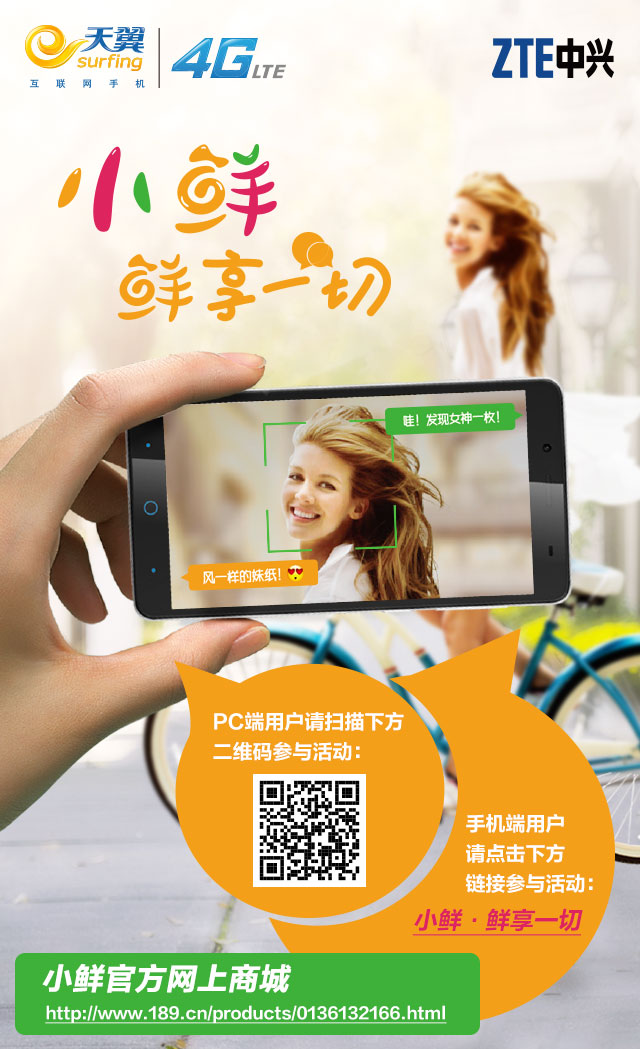 天翼
surfing
互联网手机
4G LTE
ZTE中兴
小鲜
鲜享一切
哇！发现女神一枚！
风一样的妹纸！
PC端用户请扫描下方
二维码参与活动：
手机端用户
请点击下方
链接参与活动：
小鲜·鲜享一切
小鲜官方网上商城
http://www.189.cn/products/0136132166.html